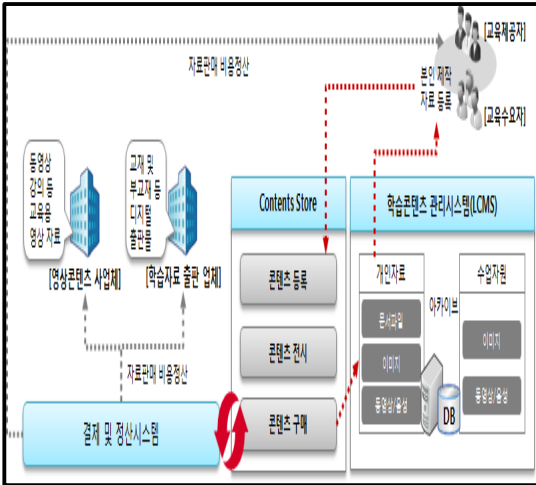 [교육제공자]
자료판매 비용정산
본인 제작
자료 등록
[교육수요자]
동영상
강의 등
교육용
영상 자료
교재 및
부교재 등
디지털
출판물
[영상콘텐츠 사업체]
[학습자료 출판 업체]
Contents Store
콘텐츠 등록
콘텐츠 전시
콘텐츠 구매
학습콘텐츠 관리시스템(LCMS)
개인자료
문서파일
이미지
동영상/음성
아카이브
DB
수업자원
이미지
동영상/음성
자료판매 비용정산
결제 및 정산시스템